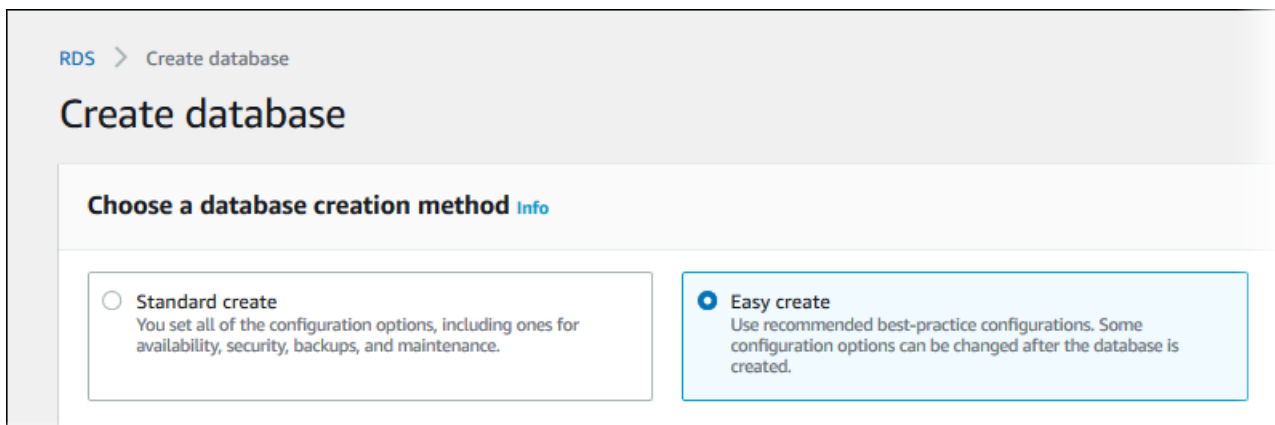 RDS > Create database
Create database
Choose a database creation method Info
Standard create
You set all of the configuration options, including ones for
availability, security, backups, and maintenance.
Easy create
Use recommended best-practice configurations. Some
configuration options can be changed after the database is
created.